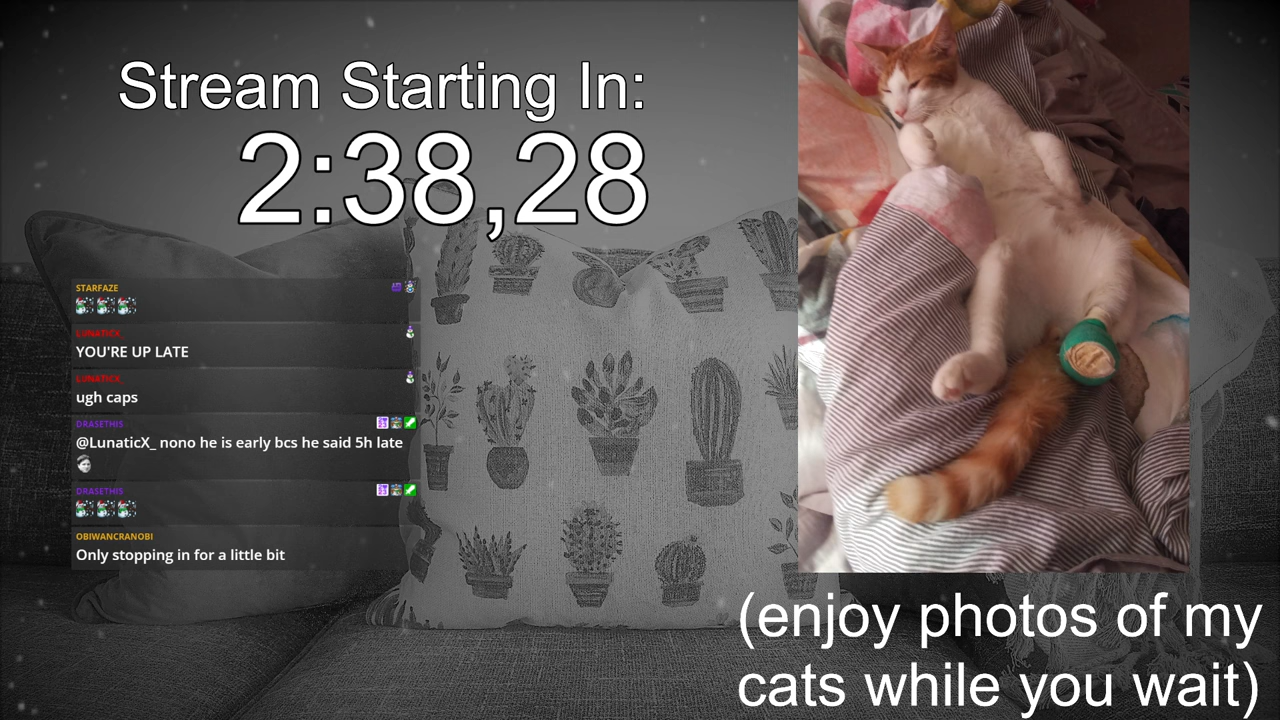 Stream Starting In:
2:38,28
STARFAZE
LUNATICX_
YOU'RE UP LATE
LUNATICX_
ugh caps
DRASETHIS
@LunaticX_ nono he is early bcs he said 5h late
DRASETHIS
OBIWANCRANOBI
Only stopping in for a little bit
(enjoy photos of my
cats while you wait)